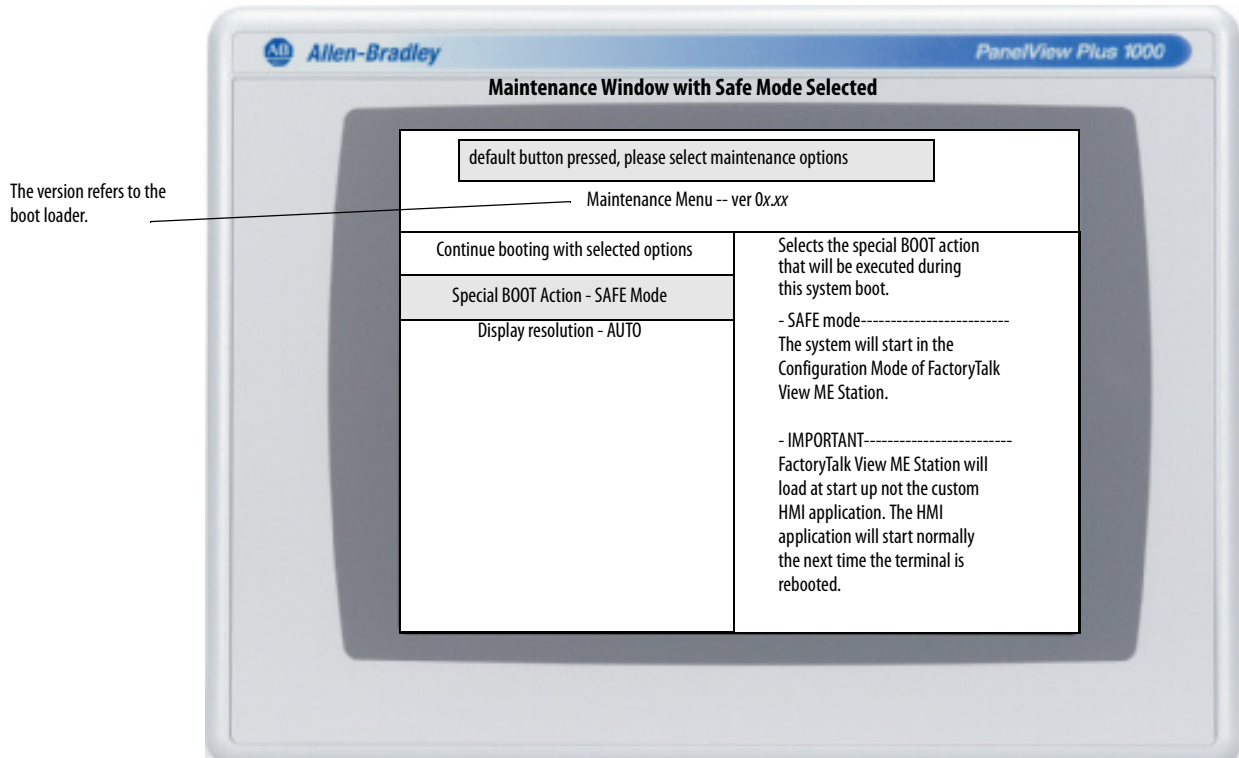 AB Allen-Bradley
PanelView Plus 1000
Maintenance Window with Safe Mode Selected
default button pressed, please select maintenance options
Maintenance Menu -- ver 0x.xx
The version refers to the
boot loader.
Continue booting with selected options
Special BOOT Action - SAFE Mode
Display resolution - AUTO
Selects the special BOOT action
that will be executed during
this system boot.
- SAFE mode-------------------------
The system will start in the
Configuration Mode of FactoryTalk
View ME Station.
- IMPORTANT-------------------------
FactoryTalk View ME Station will
load at start up not the custom
HMI application. The HMI
application will start normally
the next time the terminal is
rebooted.